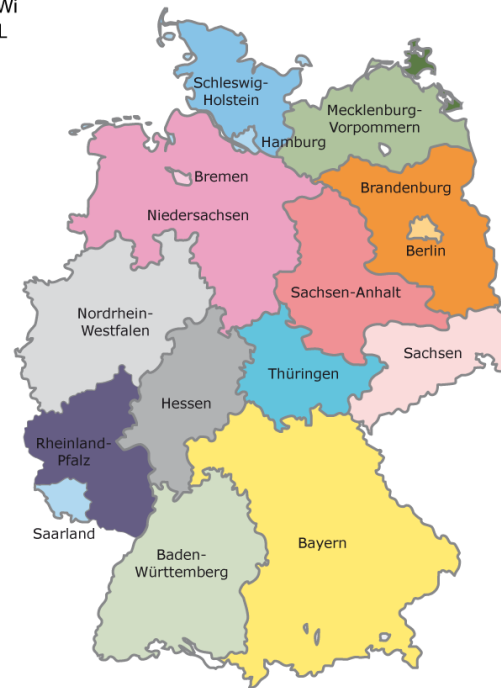 Wi
L
Schleswig-
Holstein
Mecklenburg-
Vorpommern
Hamburg
Bremen
Brandenburg
Niedersachsen
Berlin
Sachsen-Anhalt
Nordrhein-
Westfalen
Sachsen
Thüringen
Hessen
Rheinland-
Pfalz
Saarland
Bayern
Baden-
Württemberg